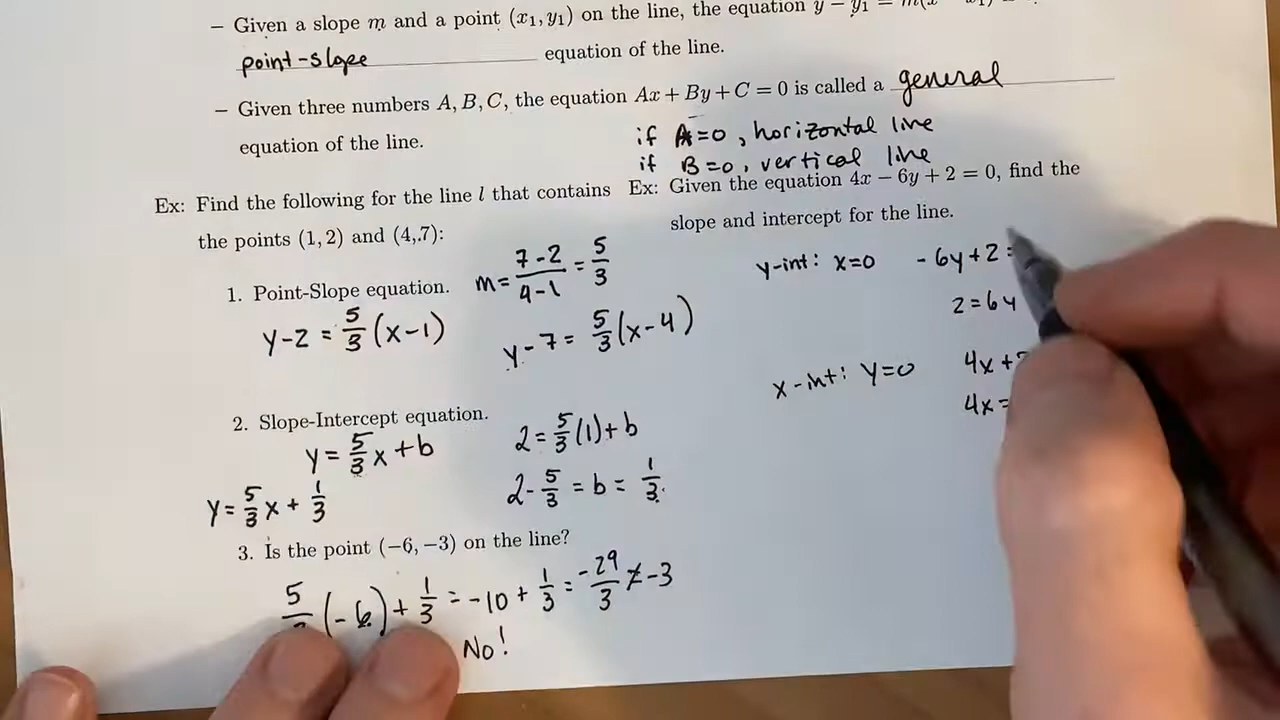 – Given a slope m and a point (x₁, y₁) on the line, the equation y − y₁ = m(x
point-slope equation of the line.
– Given three numbers A, B, C, the equation Ax + By + C = 0 is called a general
equation of the line.
if A=0, horizontal line
if B=0, vertical line
Ex: Find the following for the line l that contains
the points (1, 2) and (4, 7):
1. Point-Slope equation.
m = (7-2)/(4-1) = 5/3
y-2 = 5/3 (x-1)
y-7 = 5/3 (x-4)
2. Slope-Intercept equation.
y = 5/3 x + b
2 = 5/3 (1) + b
2 - 5/3 = b = 1/3.
y = 5/3 x + 1/3
3. Is the point (−6, −3) on the line?
5 (-6) + 1/3 = -10 + 1/3 = -29/3 ≠ -3
No!
Ex: Given the equation 4x − 6y + 2 = 0, find the
slope and intercept for the line.
y-int: x=0
-6y+2=
2=6y
x-int: y=0
4x+
4x=